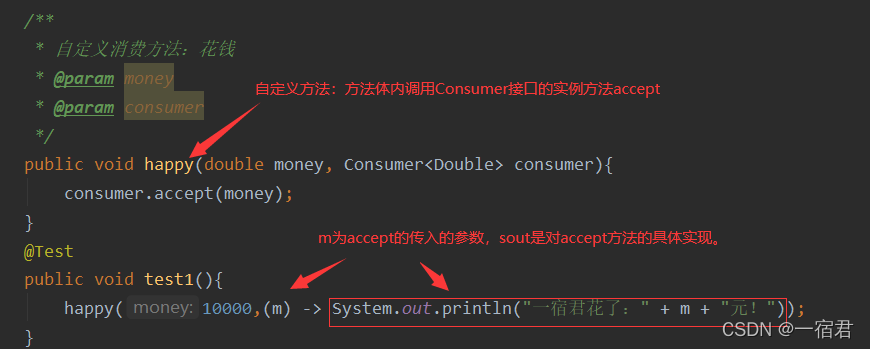 /**
* 自定义消费方法：花钱
* @param money
自定义方法：方法体内调用Consumer接口的实例方法accept
* @param consumer
*/
public void happy(double money, Consumer<Double> consumer){
consumer.accept(money);
}
m为accept的传入的参数，sout是对accept方法的具体实现。
@Test
public void test1(){
happy( money: 10000,(m) -> System.out.println("一宿君花了：" + m + "元！"));
}
CSDN @一宿君